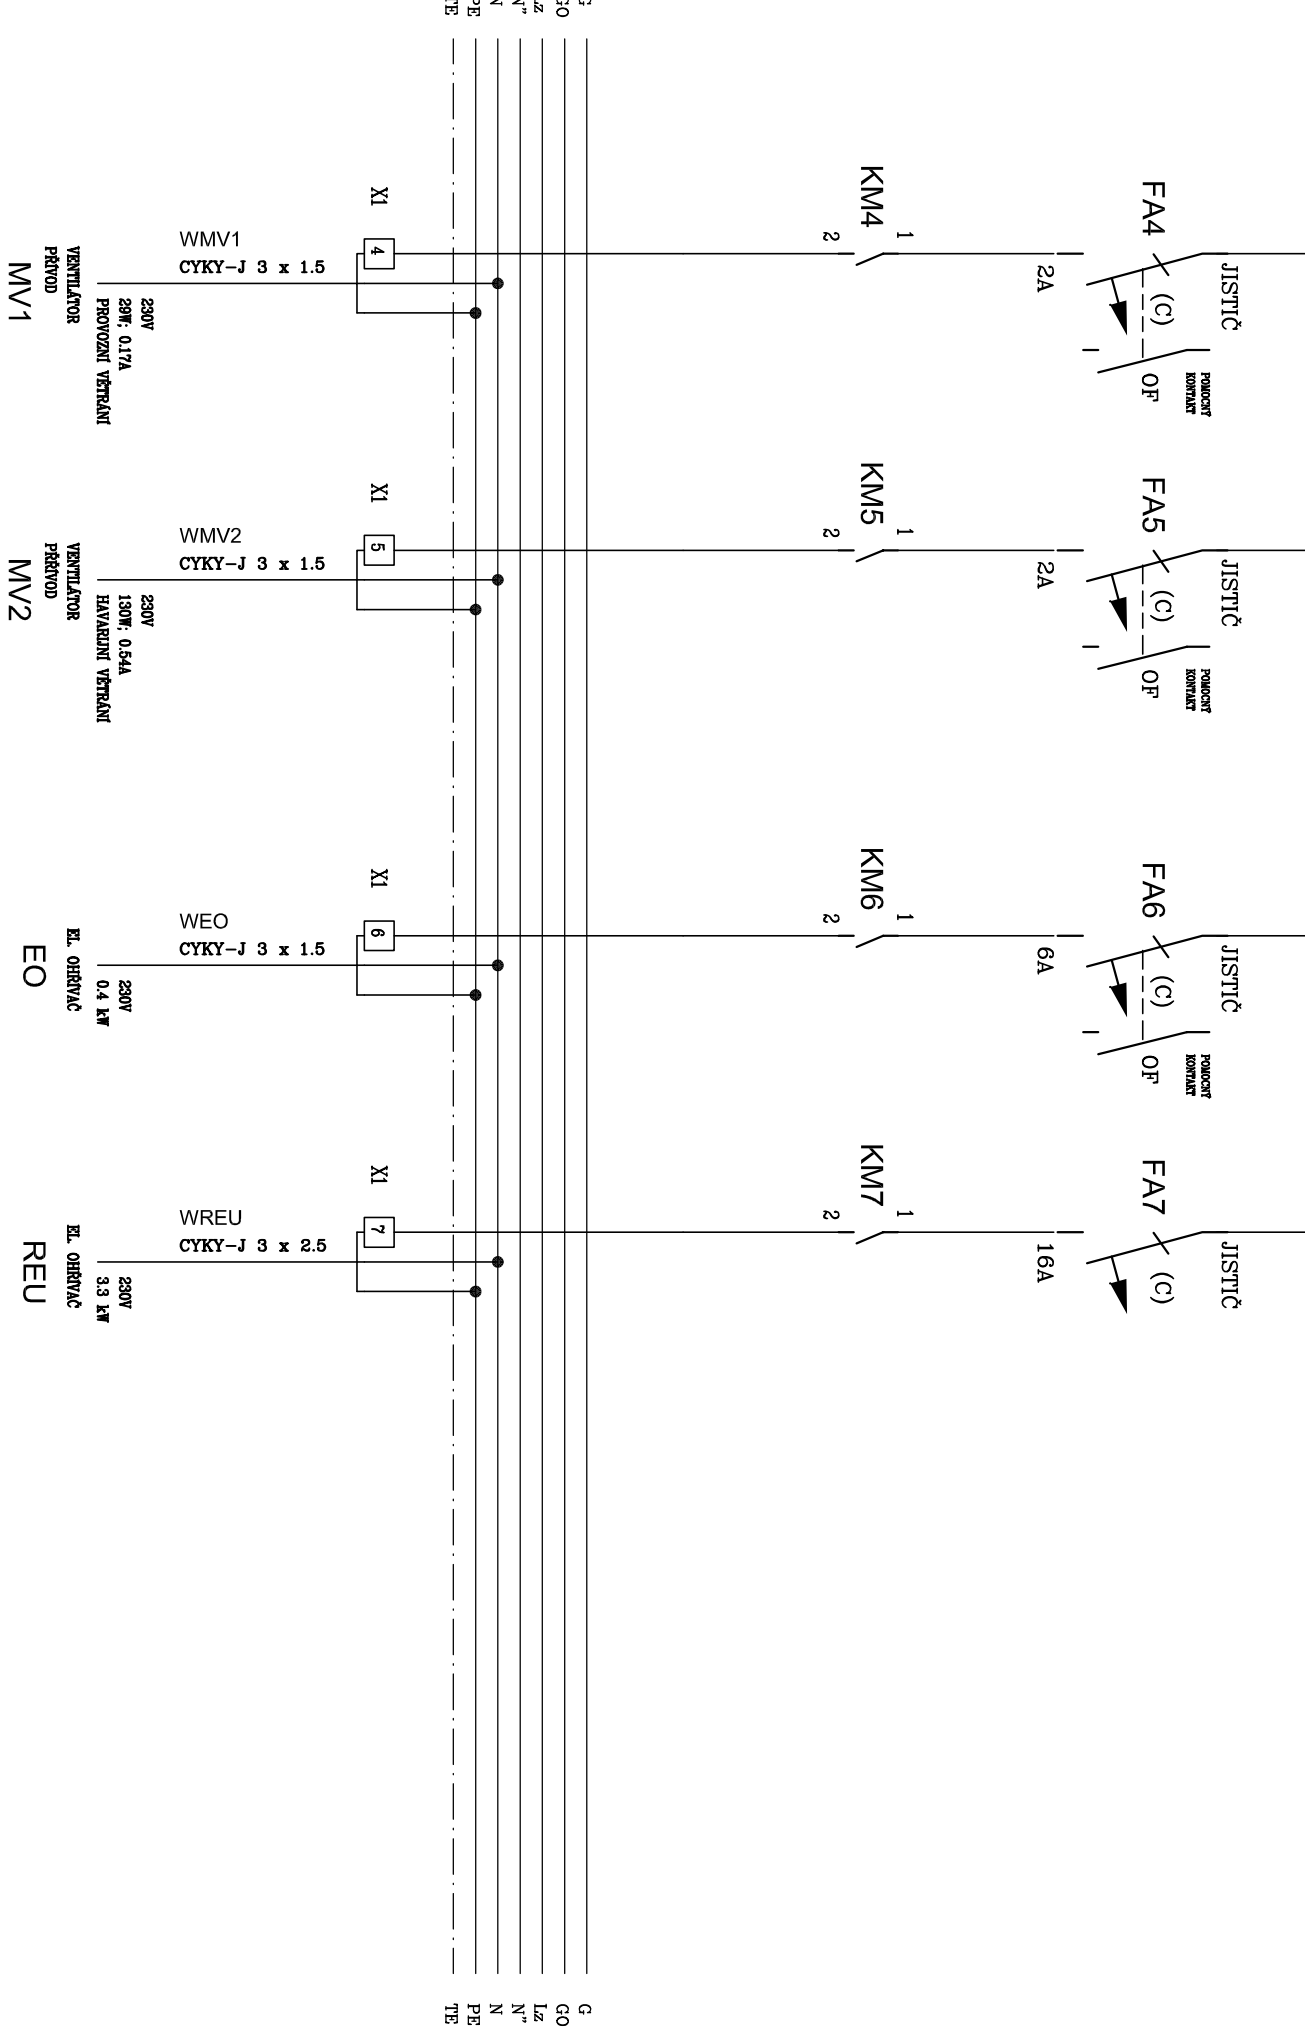 FA4
JISTIČ
(C)
2A
OF
POMOCNÝ
KONTAKT
FA5
JISTIČ
(C)
2A
OF
POMOCNÝ
KONTAKT
FA6
JISTIČ
(C)
6A
OF
POMOCNÝ
KONTAKT
FA7
JISTIČ
(C)
16A
KM4
1
2
KM5
1
2
KM6
1
2
KM7
1
2
G
GO
Lz
N"
N
PE
TE
G
GO
Lz
N"
N
PE
TE
X1
4
X1
5
X1
6
X1
7
WMV1
CYKY-J 3 x 1.5
WMV2
CYKY-J 3 x 1.5
WEO
CYKY-J 3 x 1.5
WREU
CYKY-J 3 x 2.5
230V
29W; 0.17A
PROVOZNÍ VĚTRÁNÍ
VENTILÁTOR
PŘÍVOD
MV1
230V
130W; 0.54A
HAVARIJNÍ VĚTRÁNÍ
VENTILÁTOR
PŘŘÍVOD
MV2
230V
0.4 kW
EL. OHŘÍVAČ
EO
230V
3.3 kW
EL. OHŘÍVAČ
REU